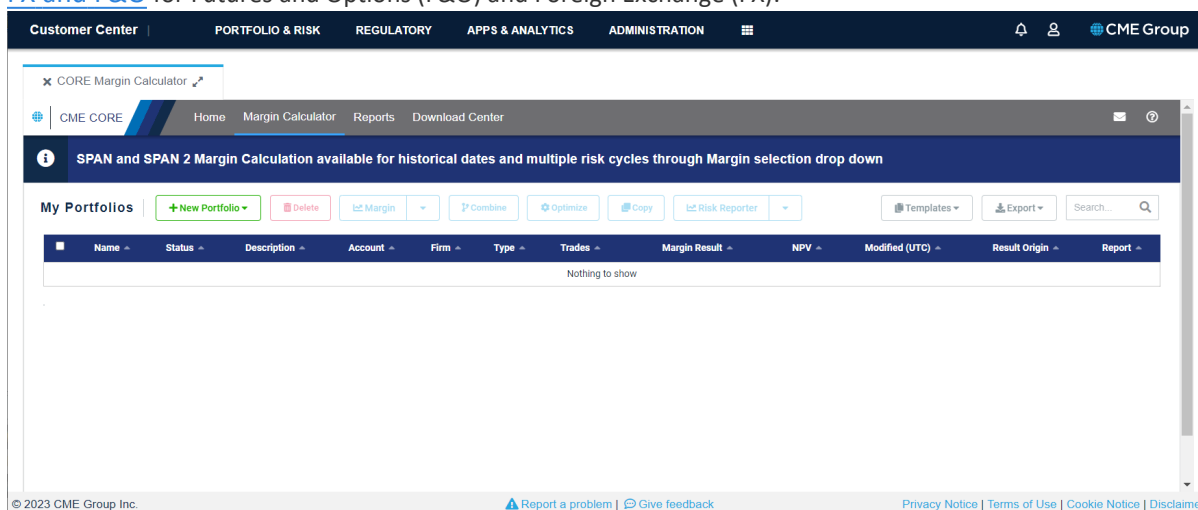 FX and F&O for Futures and Options (F&O) and Foreign Exchange (FX).
Customer Center | PORTFOLIO & RISK REGULATORY APPS & ANALYTICS ADMINISTRATION CME Group
CORE Margin Calculator
CME CORE Home Margin Calculator Reports Download Center
SPAN and SPAN 2 Margin Calculation available for historical dates and multiple risk cycles through Margin selection drop down
My Portfolios +New Portfolio Delete Margin Combine Optimize Copy Risk Reporter Templates Export Search...
Name Status Description Account Firm Type Trades Margin Result NPV Modified (UTC) Result Origin Report
Nothing to show
© 2023 CME Group Inc. Report a problem | Give feedback Privacy Notice | Terms of Use | Cookie Notice | Disclaime